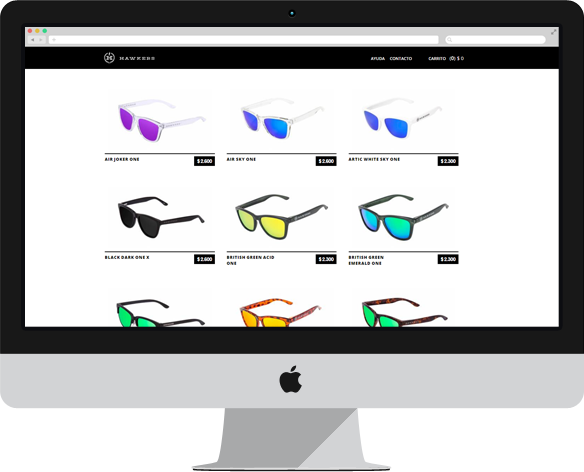 HAWKERS
AYUDA CONTACTO CARRITO (0) $ 0
AIR JOKER ONE $ 2.600
AIR SKY ONE $ 2.600
ARTIC WHITE SKY ONE $ 2.300
BLACK DARK ONE X $ 2.600
BRITISH GREEN ACID
ONE $ 2.300
BRITISH GREEN
EMERALD ONE $ 2.300